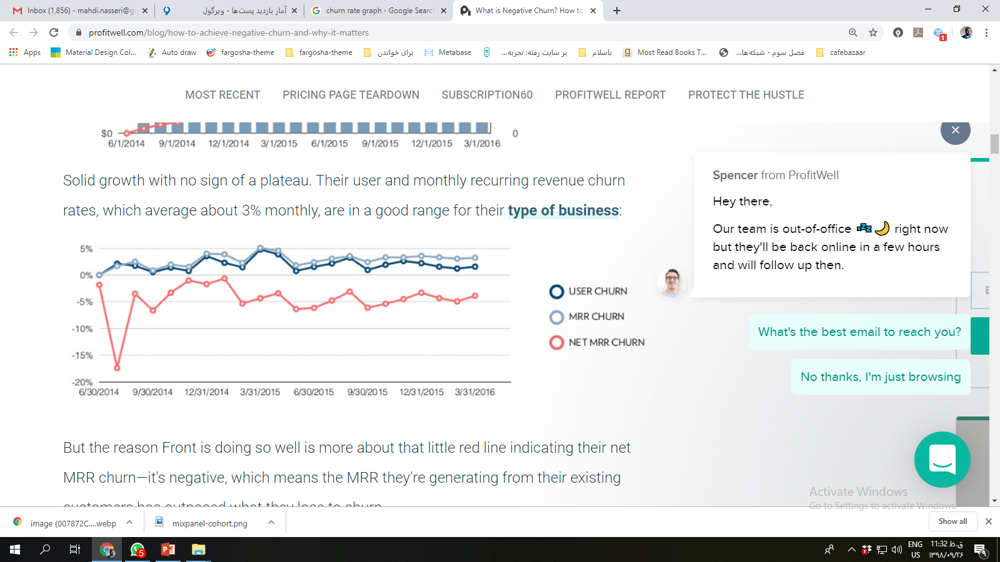 Inbox (1,856) - mahdi.nasseri@gr
آمار بازدید پست‌ها - ویرگول
churn rate graph - Google Search
What is Negative Churn? How to
profitwell.com/blog/how-to-achieve-negative-churn-and-why-it-matters
Apps
Material Design Col...
Auto draw
fargosha-theme
fargosha-theme
برای خواندن
Metabase
بر سایت رفته: تجربه...
باسلام
Most Read Books T...
فصل سوم - شبکه‌ها...
cafebazaar
MOST RECENT PRICING PAGE TEARDOWN SUBSCRIPTION60 PROFITWELL REPORT PROTECT THE HUSTLE
$0 0
6/1/2014 9/1/2014 12/1/2014 3/1/2015 6/1/2015 9/1/2015 12/1/2015 3/1/2016
Solid growth with no sign of a plateau. Their user and monthly recurring revenue churn
rates, which average about 3% monthly, are in a good range for their type of business:
5%
0%
-5%
-10%
-15%
-20%
6/30/2014 9/30/2014 12/31/2014 3/31/2015 6/30/2015 9/30/2015 12/31/2015 3/31/2016
USER CHURN
MRR CHURN
NET MRR CHURN
But the reason Front is doing so well is more about that little red line indicating their net
MRR churn—it's negative, which means the MRR they're generating from their existing
customers has outpaced what they lose to churn.
Spencer from ProfitWell
Hey there,
Our team is out-of-office 💤🌙 right now
but they'll be back online in a few hours
and will follow up then.
What's the best email to reach you?
No thanks, I'm just browsing
Activate Windows
Go to Settings to activate Windows.
image (007872C....webp
mixpanel-cohort.png
Show all
5
1
ENG
US
11:32 ق.ظ
۱۳۹۸/۰۹/۲۶
۹